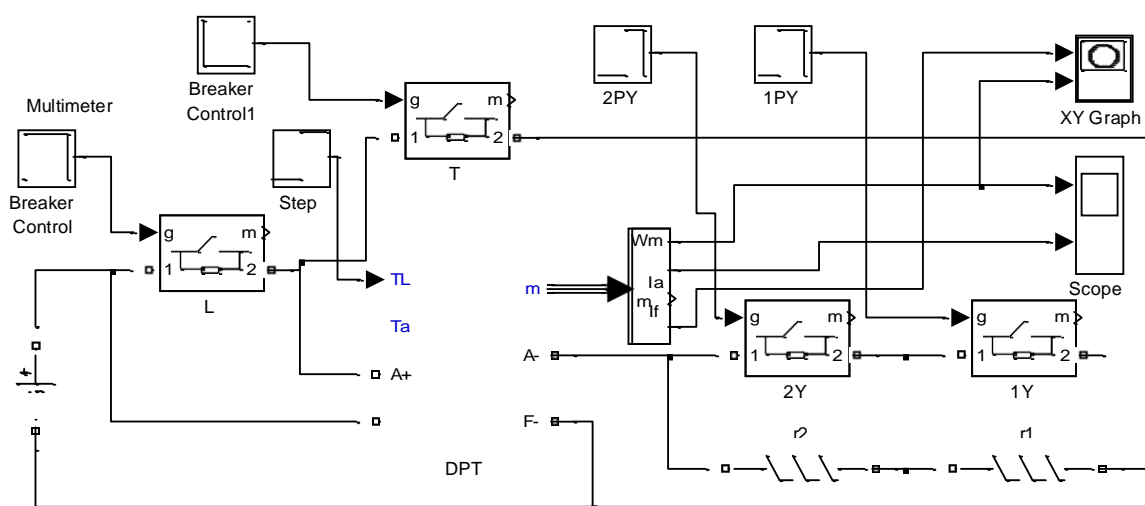 g
m
2PY
1PY
Breaker
Control1
1
2
XY Graph
Multimeter
T
Breaker
Control
Step
g
m
Wm
1
2
L
TL
m
Ia
m
If
Scope
Ta
g
m
g
m
A-
1
2
1
2
A+
2Y
1Y
F-
r2
r1
DPT